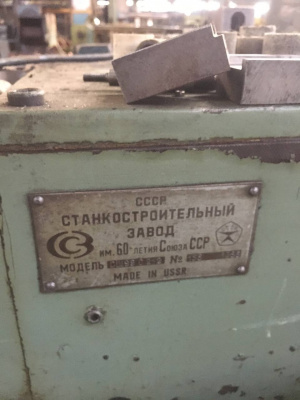 СССР
СТАНКОСТРОИТЕЛЬНЫЙ
ЗАВОД
им. 60-летия Союза ССР
МОДЕЛЬ №
MADE IN USSR